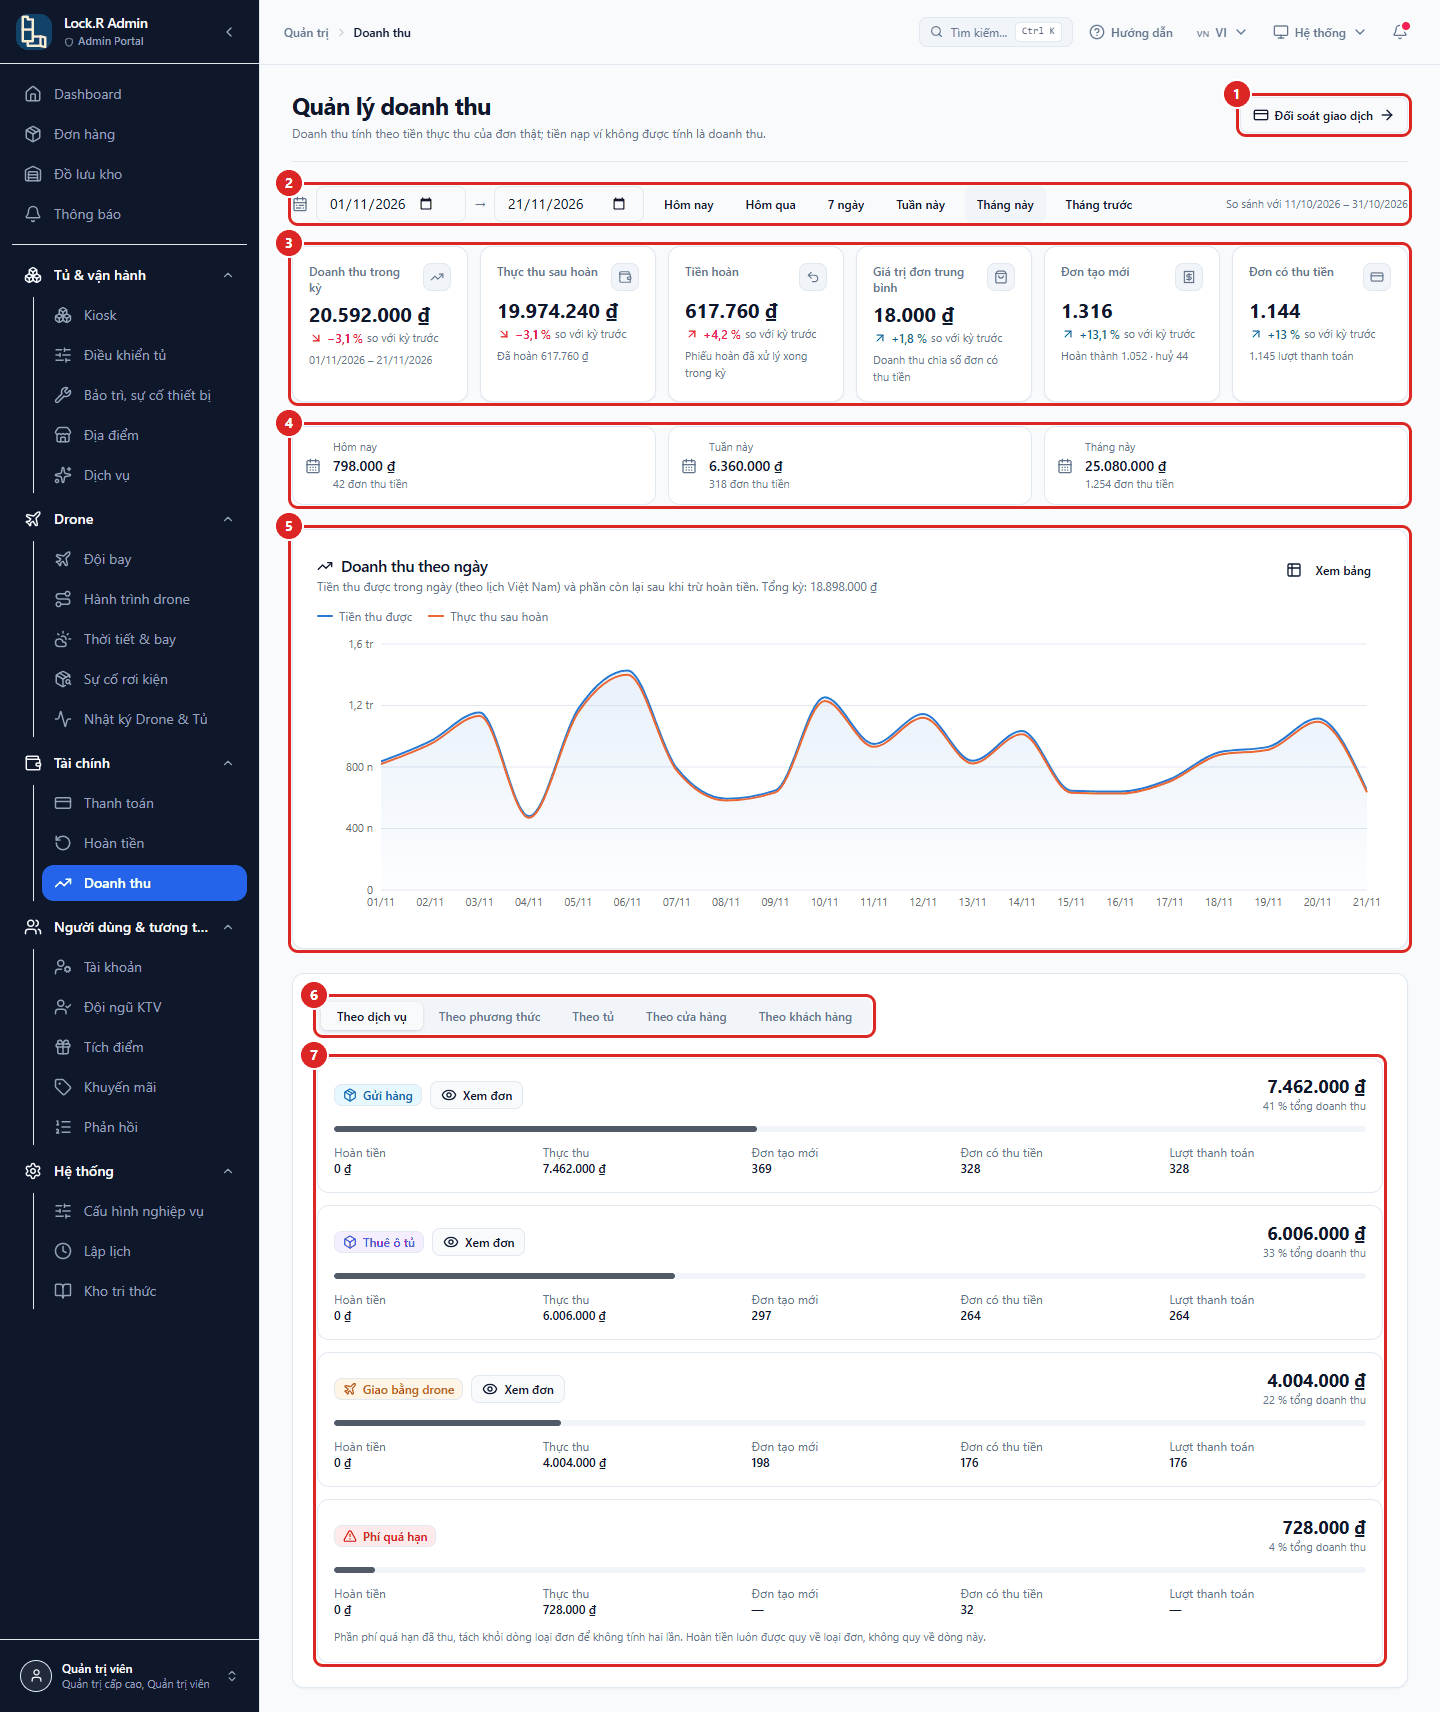 Lock.R Admin
Admin Portal
Dashboard
Đơn hàng
Đồ lưu kho
Thông báo
Tủ & vận hành
Kiosk
Điều khiển tủ
Bảo trì, sự cố thiết bị
Địa điểm
Dịch vụ
Drone
Đội bay
Hành trình drone
Thời tiết & bay
Sự cố rơi kiện
Nhật ký Drone & Tủ
Tài chính
Thanh toán
Hoàn tiền
Doanh thu
Người dùng & tương t...
Tài khoản
Đội ngũ KTV
Tích điểm
Khuyến mãi
Phản hồi
Hệ thống
Cấu hình nghiệp vụ
Lập lịch
Kho tri thức
Quản trị viên
Quản trị cấp cao, Quản trị viên
Quản trị > Doanh thu
Tìm kiếm... Ctrl K
Hướng dẫn
VN VI
Hệ thống
Quản lý doanh thu
Doanh thu tính theo tiền thực thu của đơn thật; tiền nạp ví không được tính là doanh thu.
1
Đối soát giao dịch →
2
01/11/2026 → 21/11/2026 Hôm nay Hôm qua 7 ngày Tuần này Tháng này Tháng trước So sánh với 11/10/2026 – 31/10/2026
3
Doanh thu trong kỳ
20.592.000 ₫
−3,1 % so với kỳ trước
01/11/2026 – 21/11/2026
Thực thu sau hoàn
19.974.240 ₫
−3,1 % so với kỳ trước
Đã hoàn 617.760 ₫
Tiền hoàn
617.760 ₫
+4,2 % so với kỳ trước
Phiếu hoàn đã xử lý xong trong kỳ
Giá trị đơn trung bình
18.000 ₫
+1,8 % so với kỳ trước
Doanh thu chia số đơn có thu tiền
Đơn tạo mới
1.316
+13,1 % so với kỳ trước
Hoàn thành 1.052 · huỷ 44
Đơn có thu tiền
1.144
+13 % so với kỳ trước
1.145 lượt thanh toán
4
Hôm nay
798.000 ₫
42 đơn thu tiền
Tuần này
6.360.000 ₫
318 đơn thu tiền
Tháng này
25.080.000 ₫
1.254 đơn thu tiền
5
Doanh thu theo ngày
Tiền thu được trong ngày (theo lịch Việt Nam) và phần còn lại sau khi trừ hoàn tiền. Tổng kỳ: 18.898.000 ₫
Xem bảng
Tiền thu được Thực thu sau hoàn
1,6 tr
1,2 tr
800 n
400 n
0
01/11 02/11 03/11 04/11 05/11 06/11 07/11 08/11 09/11 10/11 11/11 12/11 13/11 14/11 15/11 16/11 17/11 18/11 19/11 20/11 21/11
6
Theo dịch vụ Theo phương thức Theo tủ Theo cửa hàng Theo khách hàng
7
Gửi hàng Xem đơn 7.462.000 ₫
41 % tổng doanh thu
Hoàn tiền Thực thu Đơn tạo mới Đơn có thu tiền Lượt thanh toán
0 ₫ 7.462.000 ₫ 369 328 328
Thuê ô tủ Xem đơn 6.006.000 ₫
33 % tổng doanh thu
Hoàn tiền Thực thu Đơn tạo mới Đơn có thu tiền Lượt thanh toán
0 ₫ 6.006.000 ₫ 297 264 264
Giao bằng drone Xem đơn 4.004.000 ₫
22 % tổng doanh thu
Hoàn tiền Thực thu Đơn tạo mới Đơn có thu tiền Lượt thanh toán
0 ₫ 4.004.000 ₫ 198 176 176
Phí quá hạn 728.000 ₫
4 % tổng doanh thu
Hoàn tiền Thực thu Đơn tạo mới Đơn có thu tiền Lượt thanh toán
0 ₫ 728.000 ₫ — 32 —
Phần phí quá hạn đã thu, tách khỏi dòng loại đơn để không tính hai lần. Hoàn tiền luôn được quy về loại đơn, không quy về dòng này.